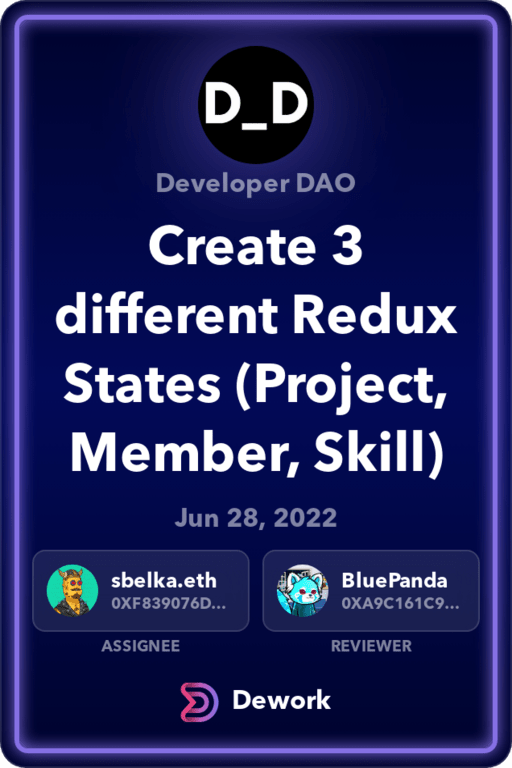 D_D
Developer DAO
Create 3
different Redux
States (Project,
Member, Skill)
Jun 28, 2022
sbelka.eth
0XF839076D...
ASSIGNEE
BluePanda
0XA9C161C9...
REVIEWER
Dework